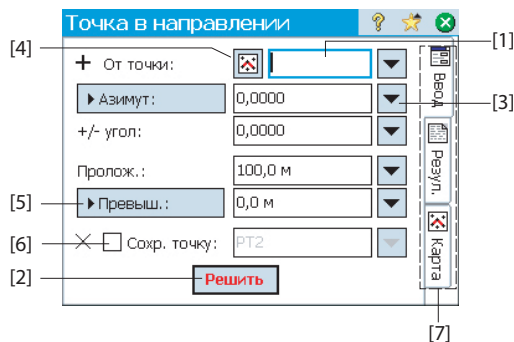 Точка в направлении
[4]
[1]
+ От точки:
Ввод
Азимут:
0,0000
[3]
+/- угол:
0,0000
Резул.
Пролож.:
100,0 м
[5]
Превыш.:
0,0 м
[6]
Сохр. точку:
PT2
Карта
[2]
Решить
[7]